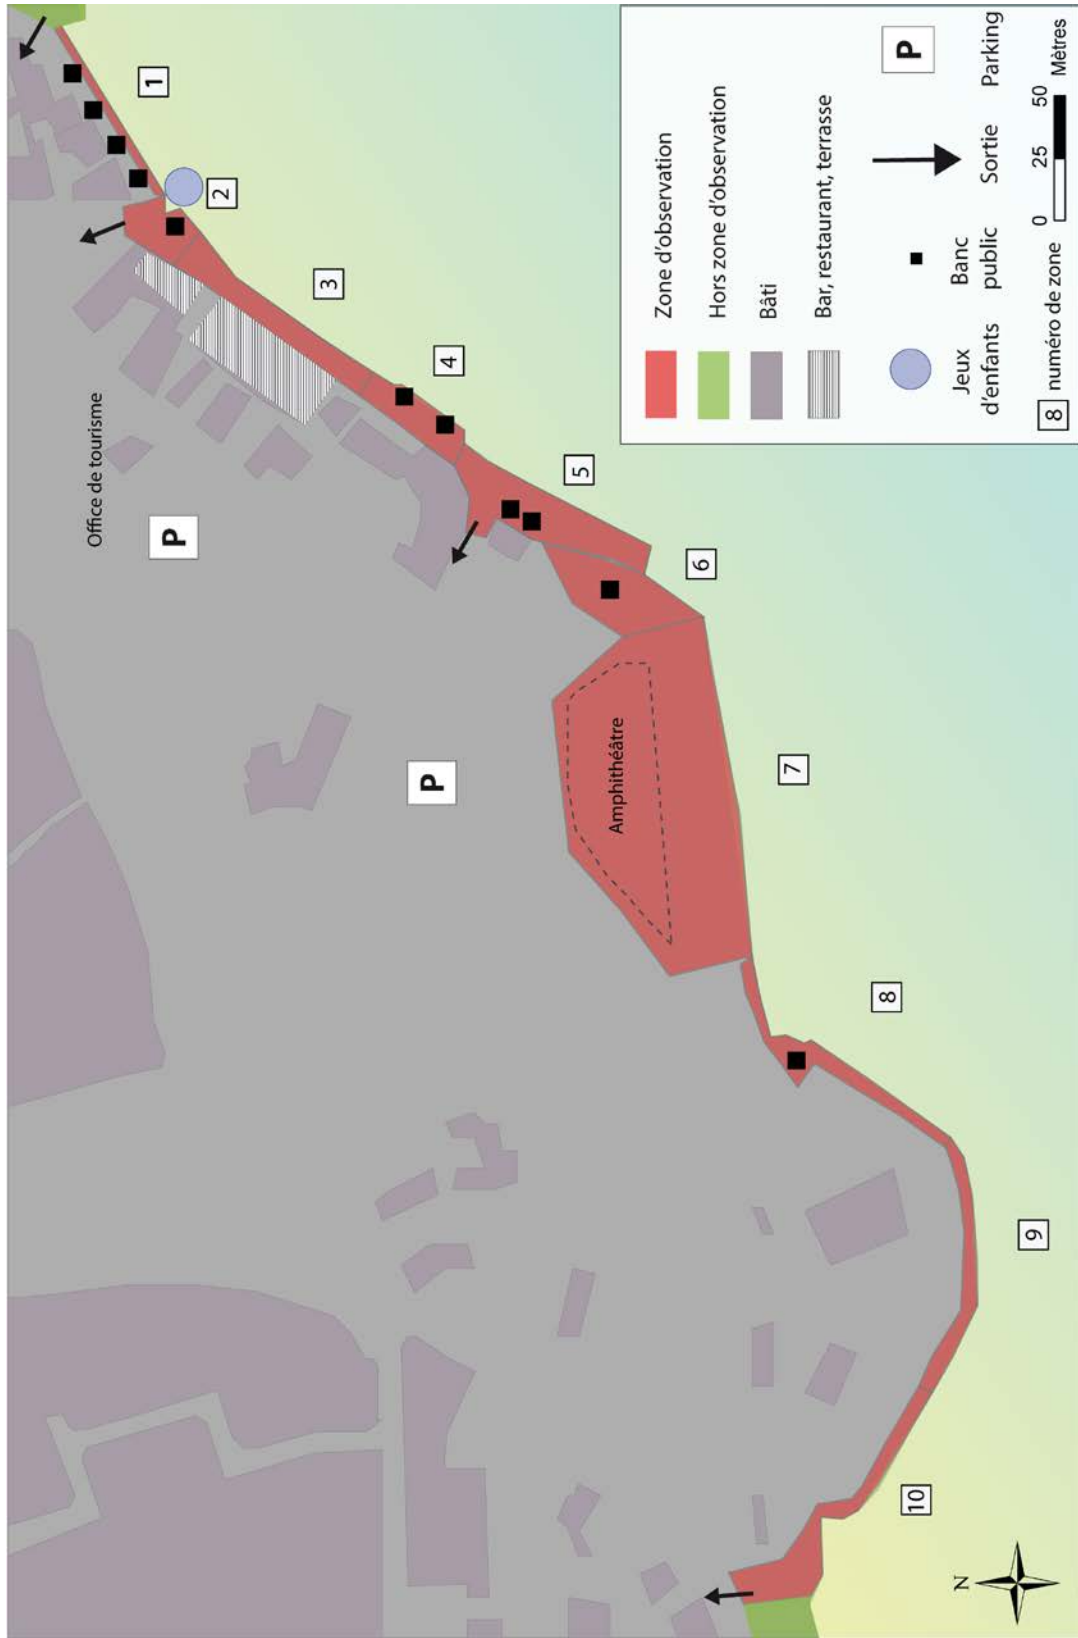 Office de tourisme
P
P
Amphithéâtre
1
2
3
4
5
6
7
8
9
10
N
Zone d'observation
Hors zone d'observation
Bâti
Bar, restaurant, terrasse
Jeux
d'enfants
Banc
public
Sortie
P
Parking
8 numéro de zone
0 25 50
Mètres